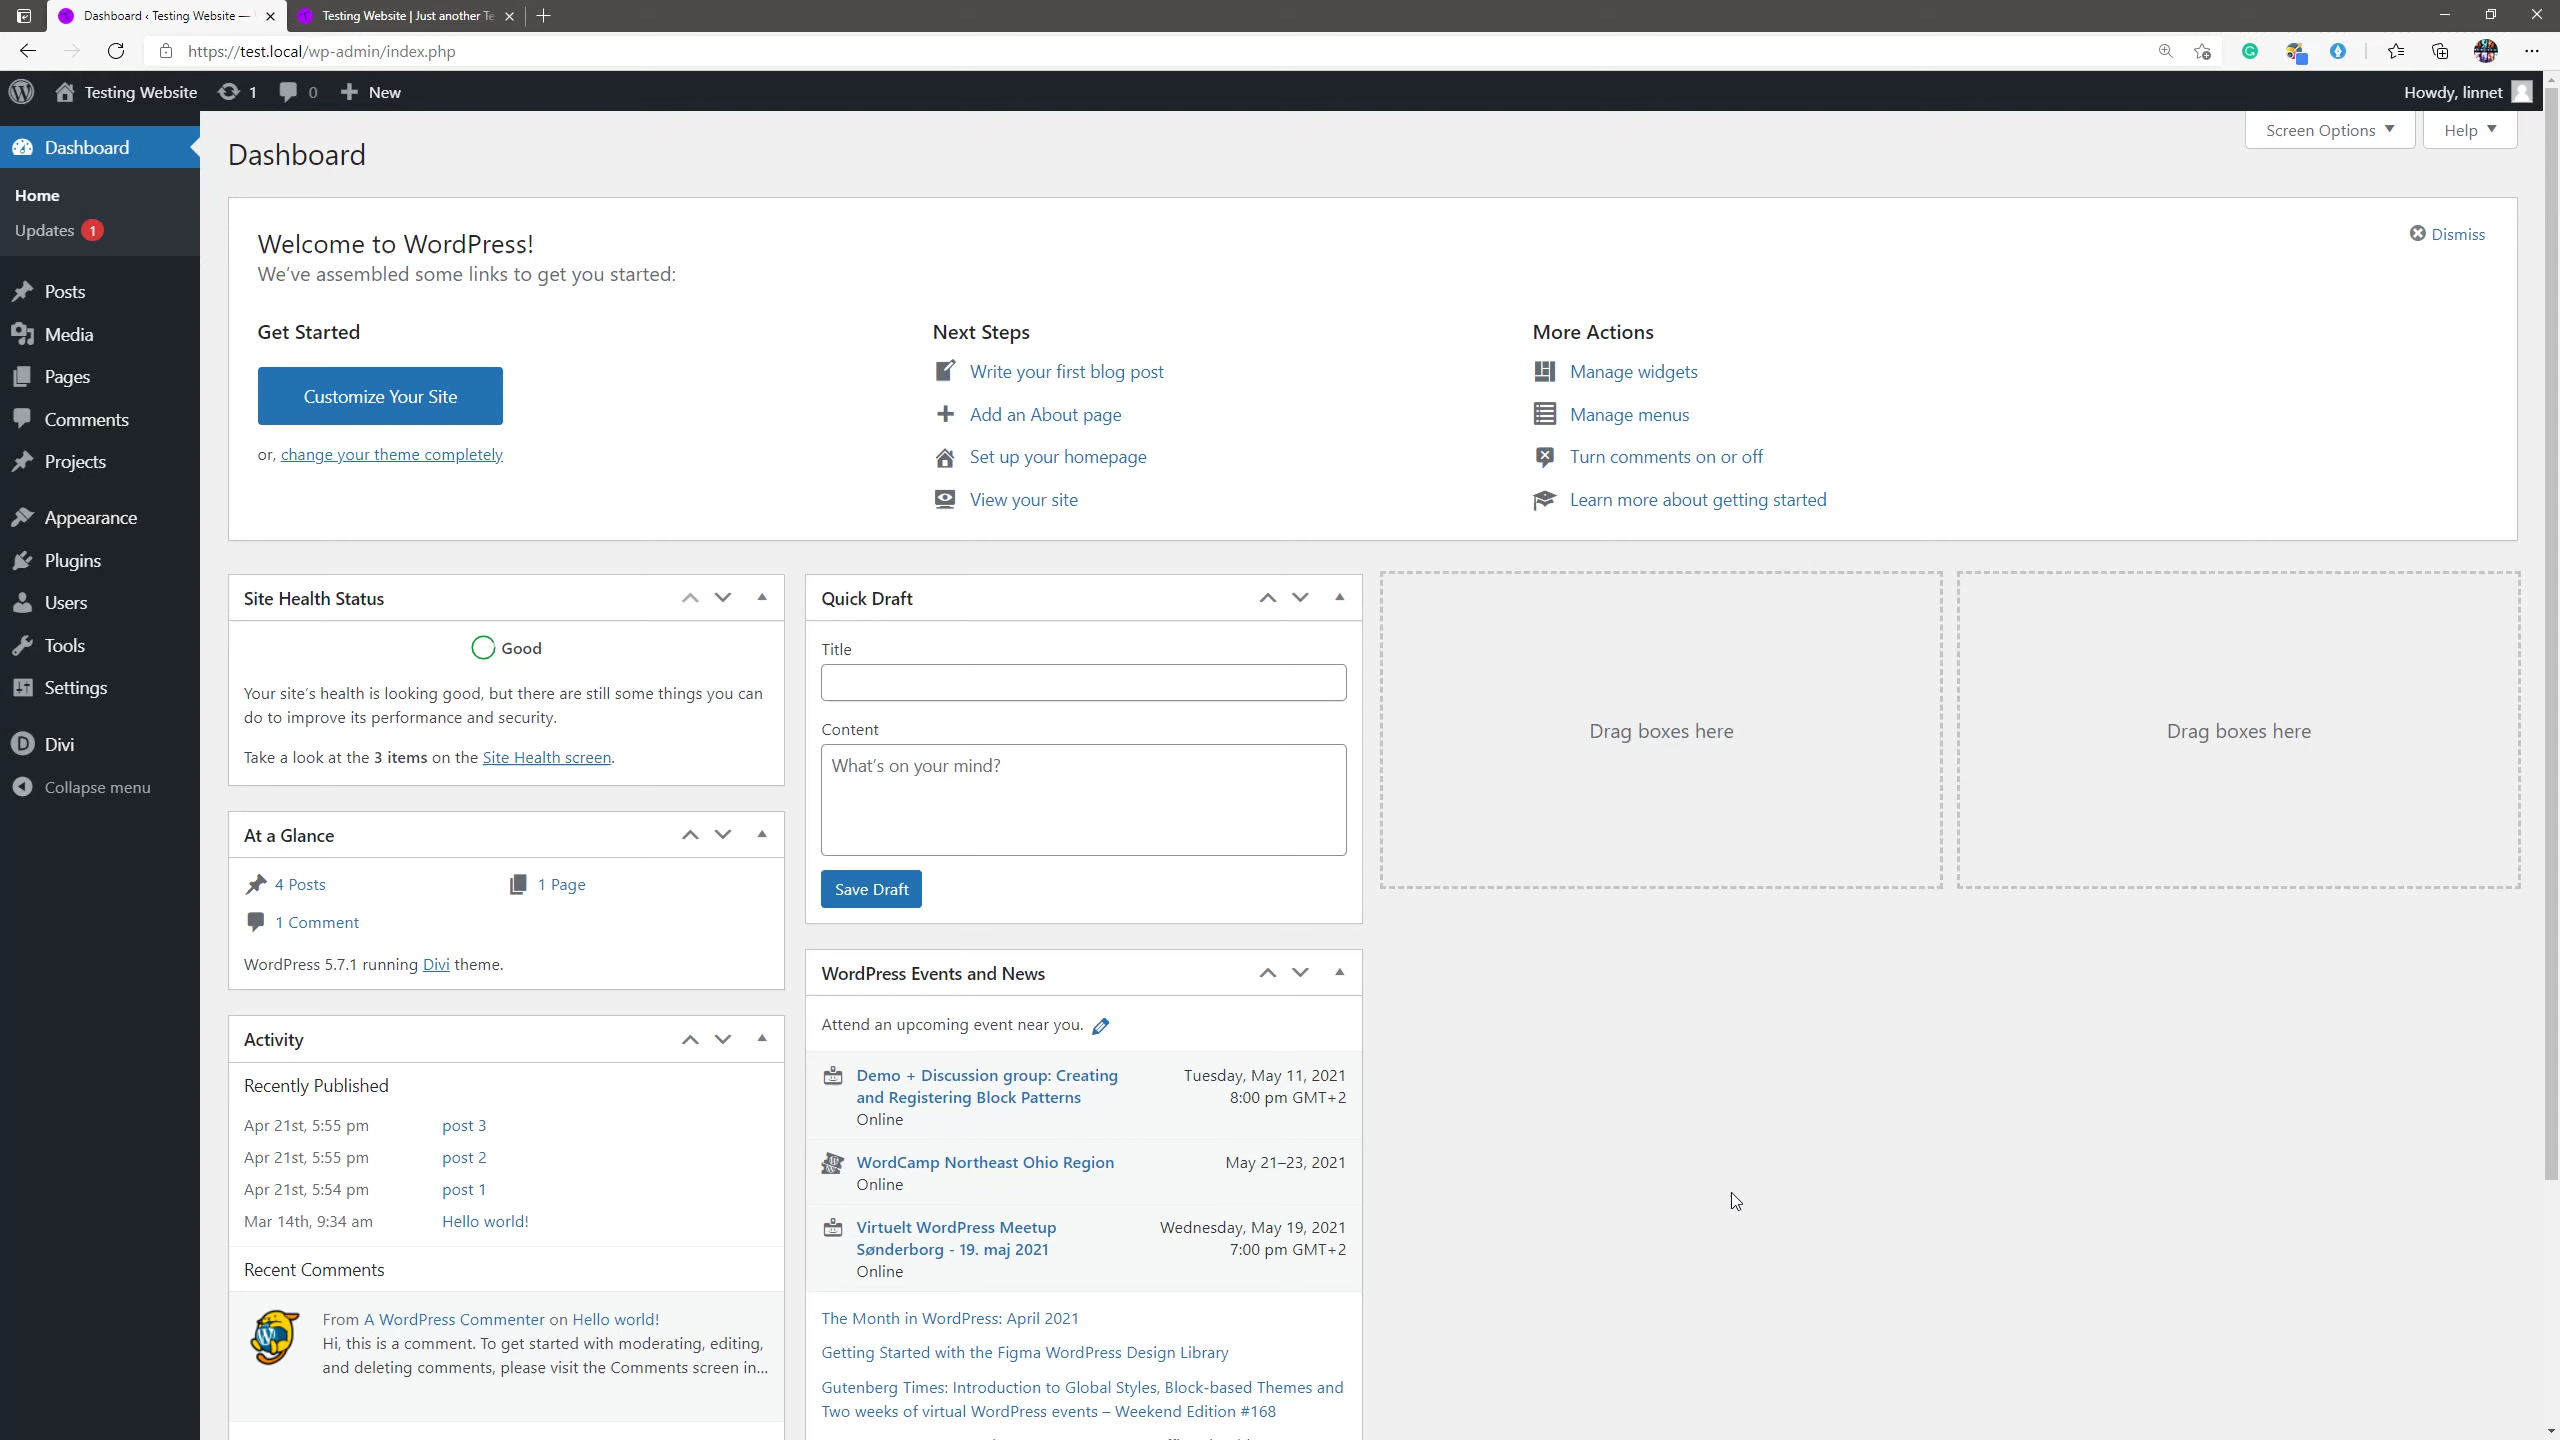 Dashboard ‹ Testing Website —
Testing Website | Just another Te
https://test.local/wp-admin/index.php
Testing Website
1
0
New
Howdy, linnet
Dashboard
Home
Updates 1
Posts
Media
Pages
Comments
Projects
Appearance
Plugins
Users
Tools
Settings
Divi
Collapse menu
Dashboard
Screen Options
Help
Welcome to WordPress!
We've assembled some links to get you started:
Dismiss
Get Started
Customize Your Site
or, change your theme completely
Next Steps
Write your first blog post
Add an About page
Set up your homepage
View your site
More Actions
Manage widgets
Manage menus
Turn comments on or off
Learn more about getting started
Site Health Status
Good
Your site's health is looking good, but there are still some things you can
do to improve its performance and security.
Take a look at the 3 items on the Site Health screen.
At a Glance
4 Posts
1 Page
1 Comment
WordPress 5.7.1 running Divi theme.
Activity
Recently Published
Apr 21st, 5:55 pm post 3
Apr 21st, 5:55 pm post 2
Apr 21st, 5:54 pm post 1
Mar 14th, 9:34 am Hello world!
Recent Comments
From A WordPress Commenter on Hello world!
Hi, this is a comment. To get started with moderating, editing,
and deleting comments, please visit the Comments screen in...
Quick Draft
Title
Content
What's on your mind?
Save Draft
WordPress Events and News
Attend an upcoming event near you.
Demo + Discussion group: Creating
and Registering Block Patterns
Online
Tuesday, May 11, 2021
8:00 pm GMT+2
WordCamp Northeast Ohio Region
Online
May 21–23, 2021
Virtuelt WordPress Meetup
Sønderborg - 19. maj 2021
Online
Wednesday, May 19, 2021
7:00 pm GMT+2
The Month in WordPress: April 2021
Getting Started with the Figma WordPress Design Library
Gutenberg Times: Introduction to Global Styles, Block-based Themes and
Two weeks of virtual WordPress events – Weekend Edition #168
Drag boxes here
Drag boxes here